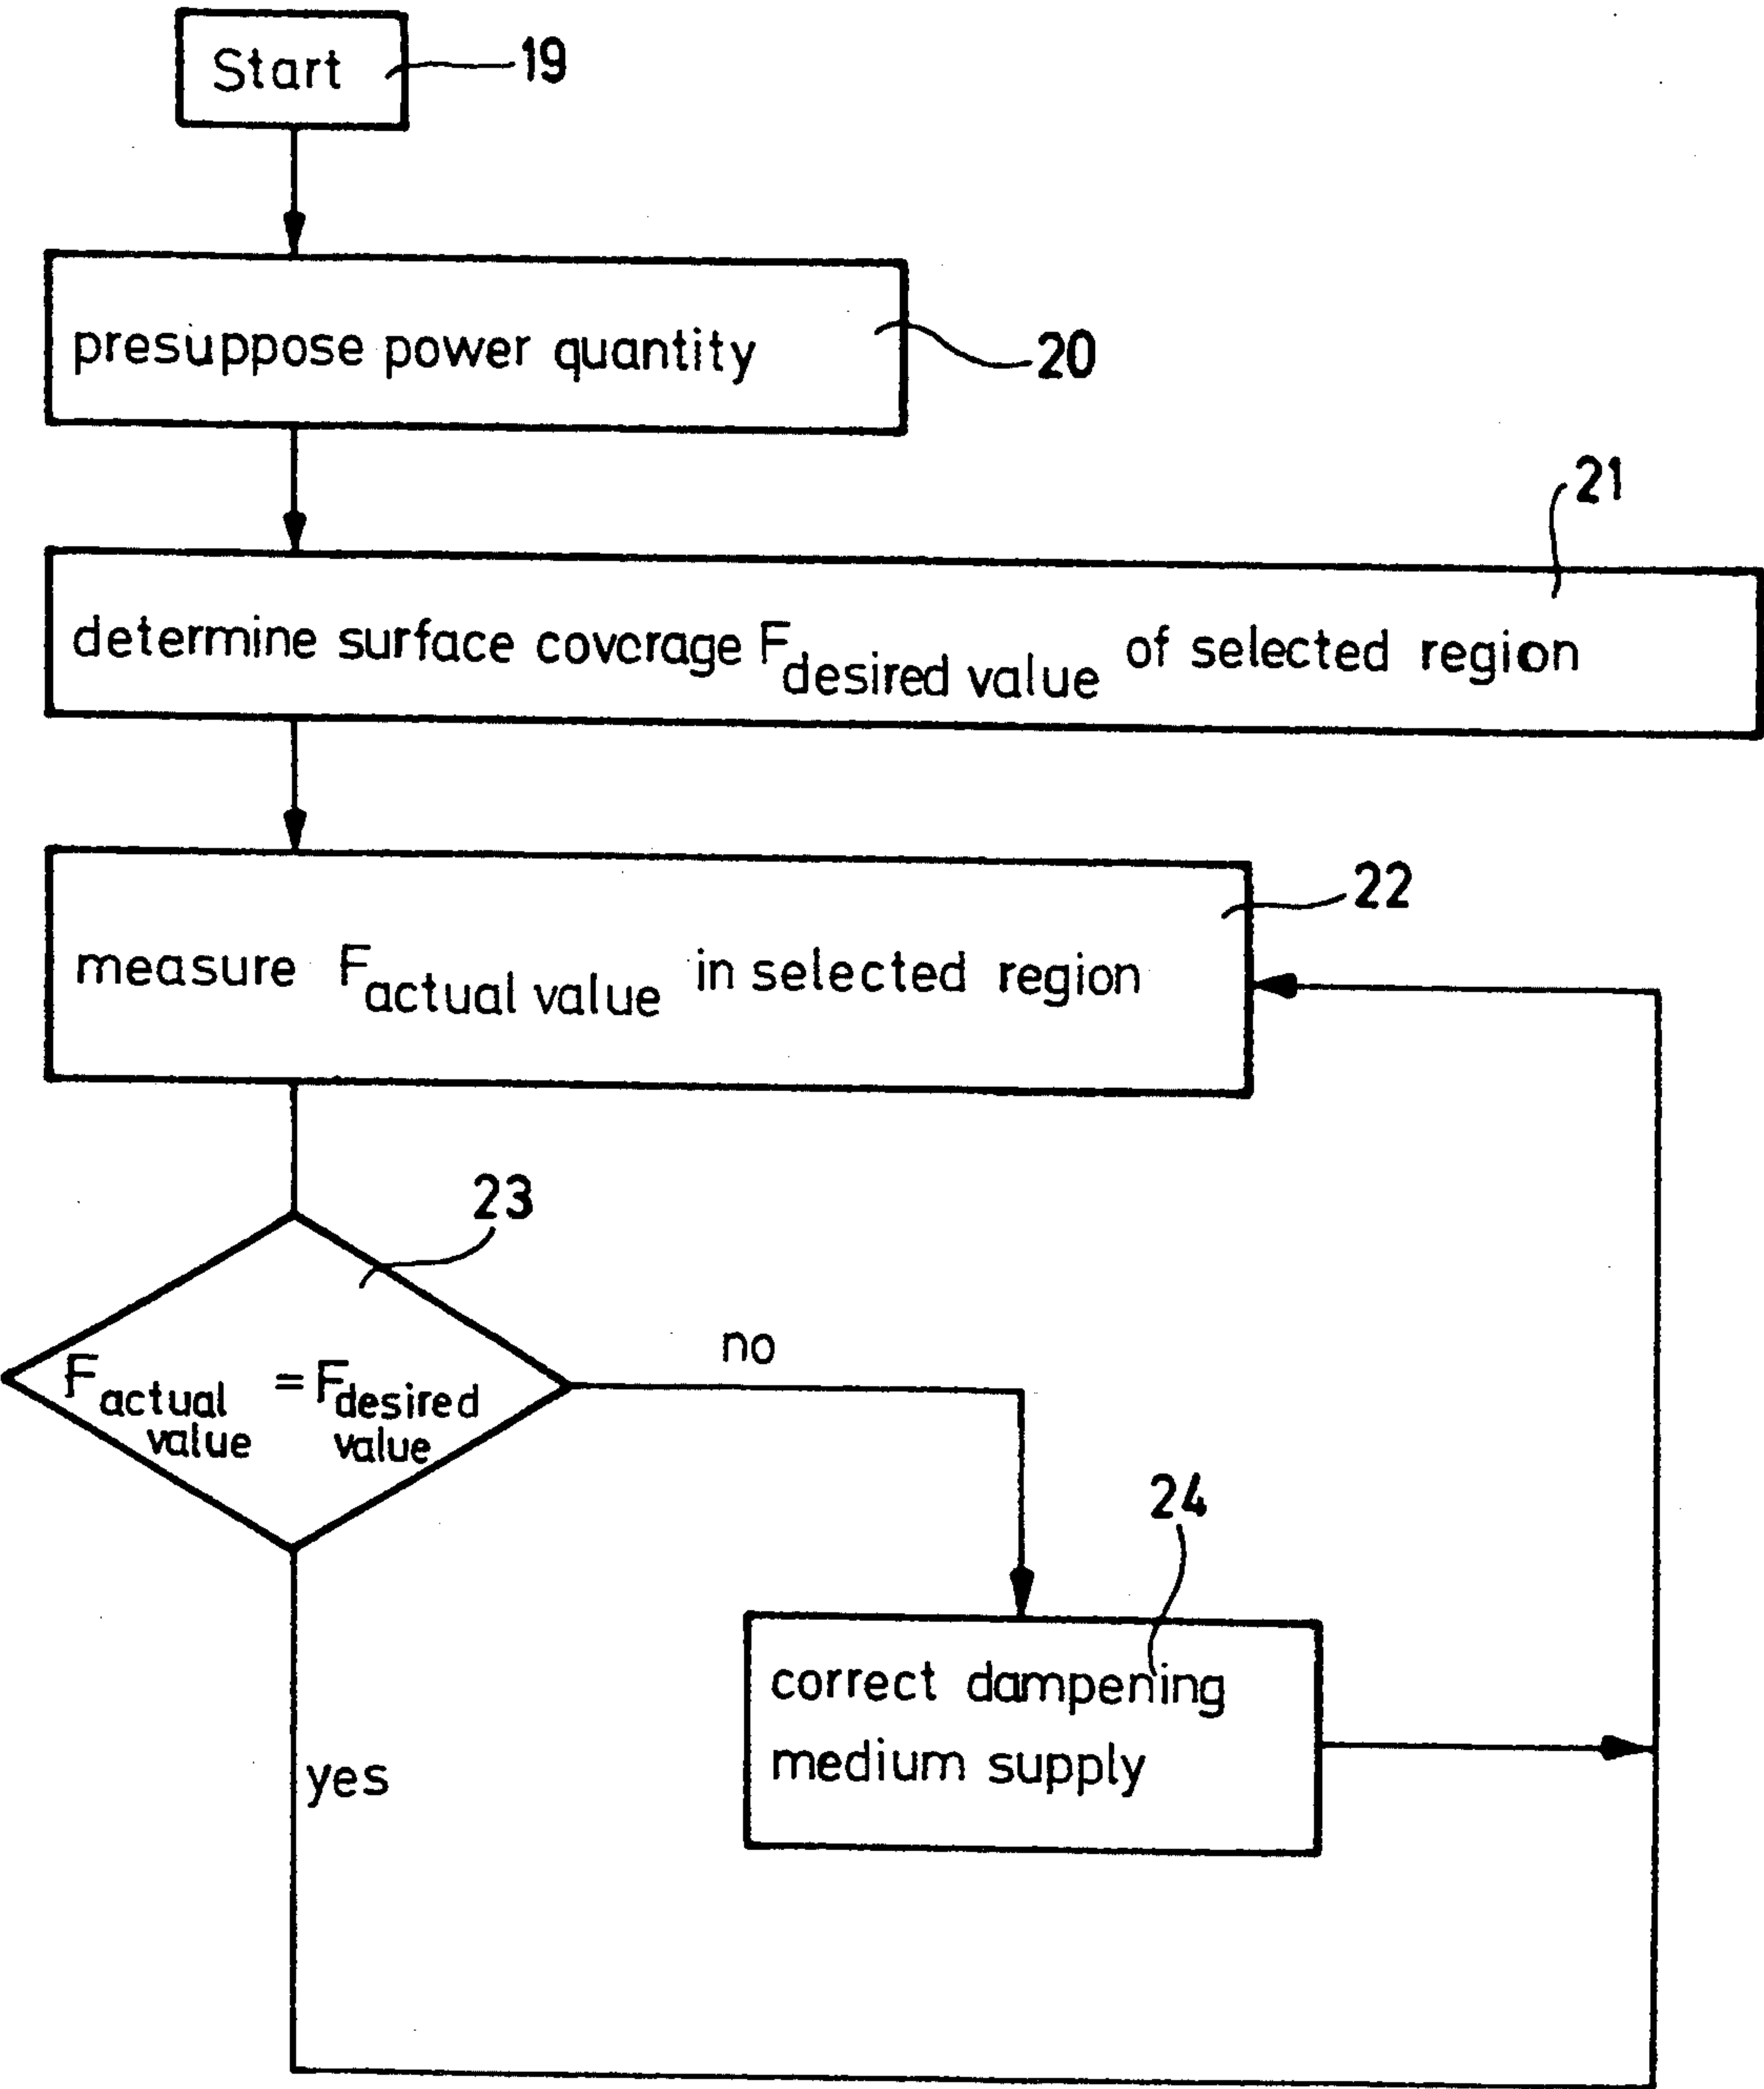 Start
19
presuppose power quantity
20
21
determine surface coverage F desired value of selected region
22
measure F actual value in selected region
23
F actual value = F desired value
no
24
correct dampening
medium supply
yes